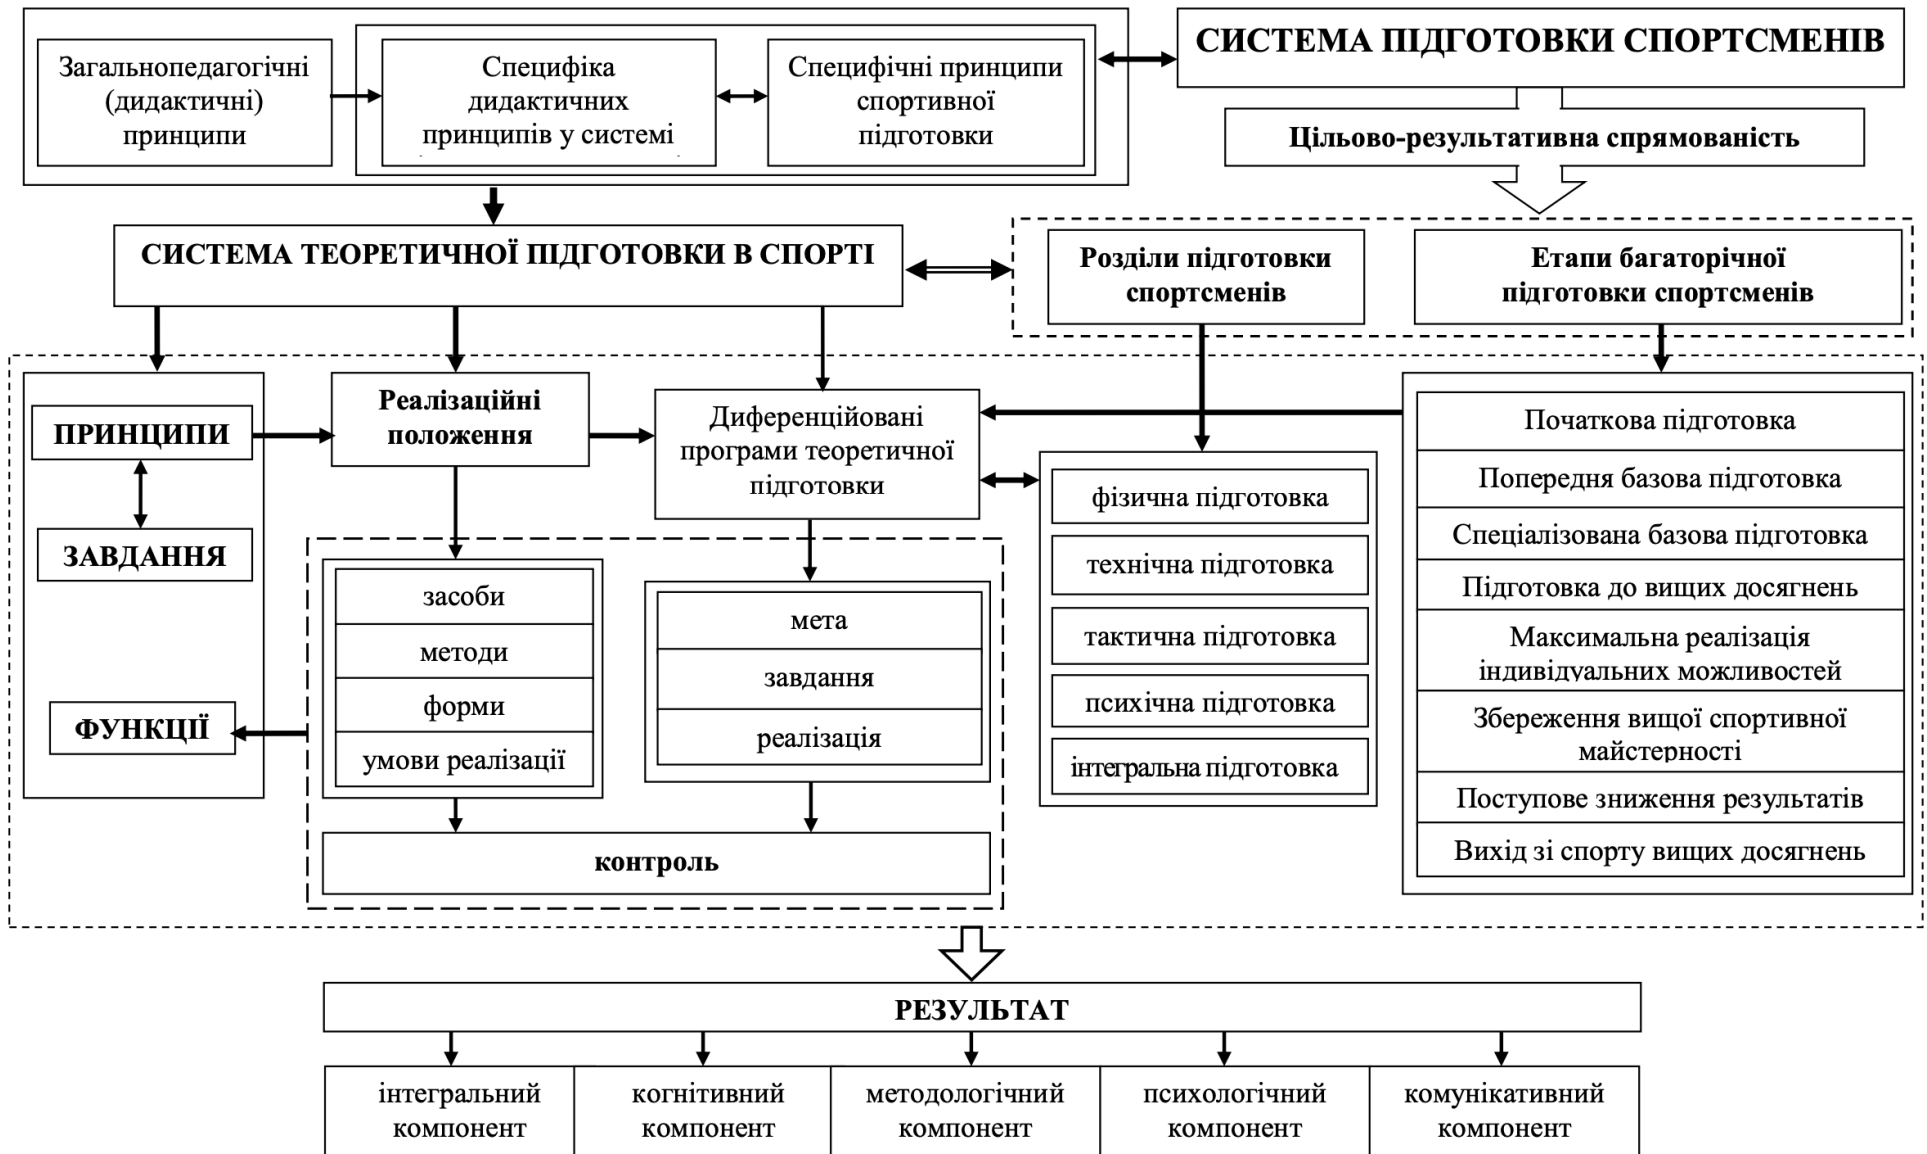 Загальнопедагогічні
(дидактичні)
принципи
Специфіка
дидактичних
принципів у системі
Специфічні принципи
спортивної
підготовки
СИСТЕМА ПІДГОТОВКИ СПОРТСМЕНІВ
Цільово-результативна спрямованість
СИСТЕМА ТЕОРЕТИЧНОЇ ПІДГОТОВКИ В СПОРТІ
Розділи підготовки
спортсменів
Етапи багаторічної
підготовки спортсменів
ПРИНЦИПИ
ЗАВДАННЯ
ФУНКЦІЇ
Реалізаційні
положення
Диференційовані
програми теоретичної
підготовки
засоби
методи
форми
умови реалізації
мета
завдання
реалізація
контроль
фізична підготовка
технічна підготовка
тактична підготовка
психічна підготовка
інтегральна підготовка
Початкова підготовка
Попередня базова підготовка
Спеціалізована базова підготовка
Підготовка до вищих досягнень
Максимальна реалізація
індивідуальних можливостей
Збереження вищої спортивної
майстерності
Поступове зниження результатів
Вихід зі спорту вищих досягнень
РЕЗУЛЬТАТ
інтегральний
компонент
когнітивний
компонент
методологічний
компонент
психологічний
компонент
комунікативний
компонент